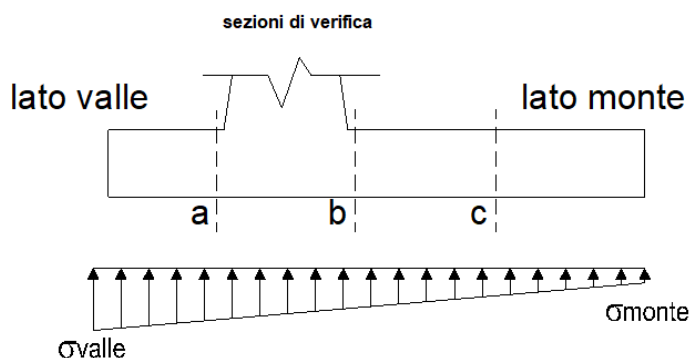 sezioni di verifica
lato valle
lato monte
a
b
c
σmonte
σvalle